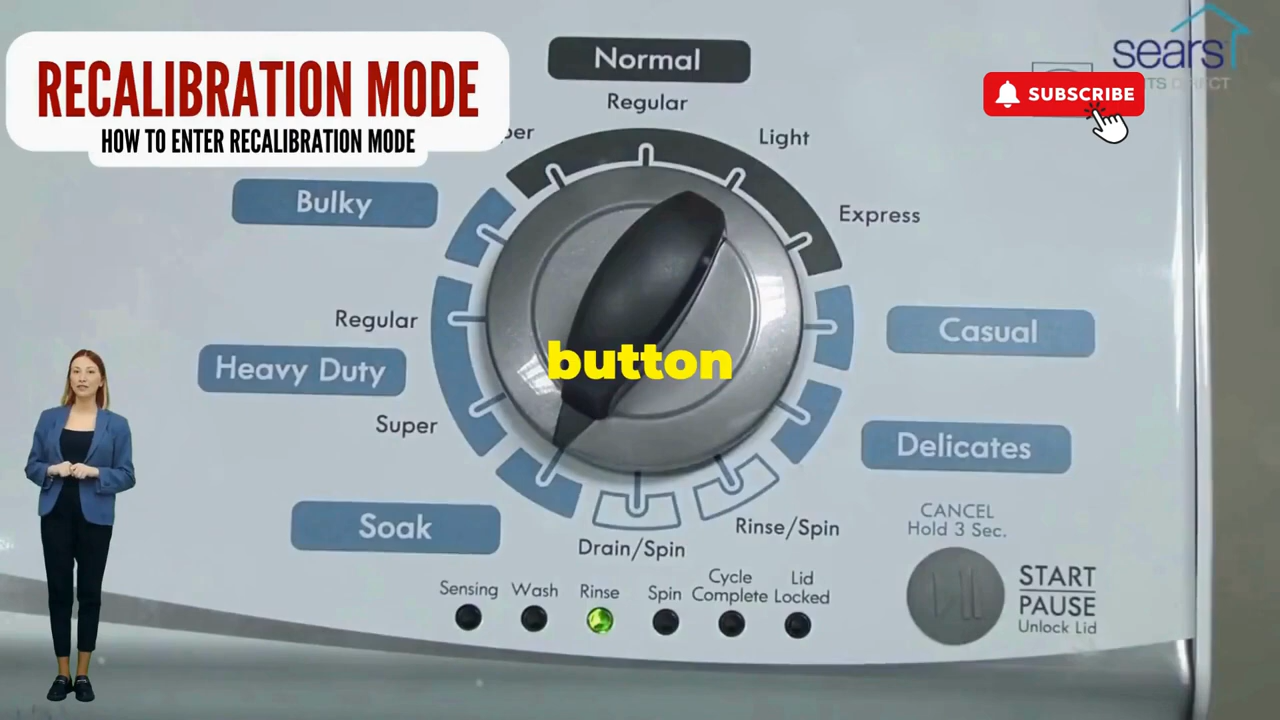 sears
RECALIBRATION MODE
HOW TO ENTER RECALIBRATION MODE
SUBSCRIBE
DIRECT
Normal
Regular
Light
Bulky
Express
Regular
Casual
Heavy Duty
button
Super
Delicates
Soak
CANCEL
Hold 3 Sec.
Rinse/Spin
Drain/Spin
Sensing
Wash
Rinse
Spin
Cycle
Complete
Lid
Locked
START
PAUSE
Unlock Lid